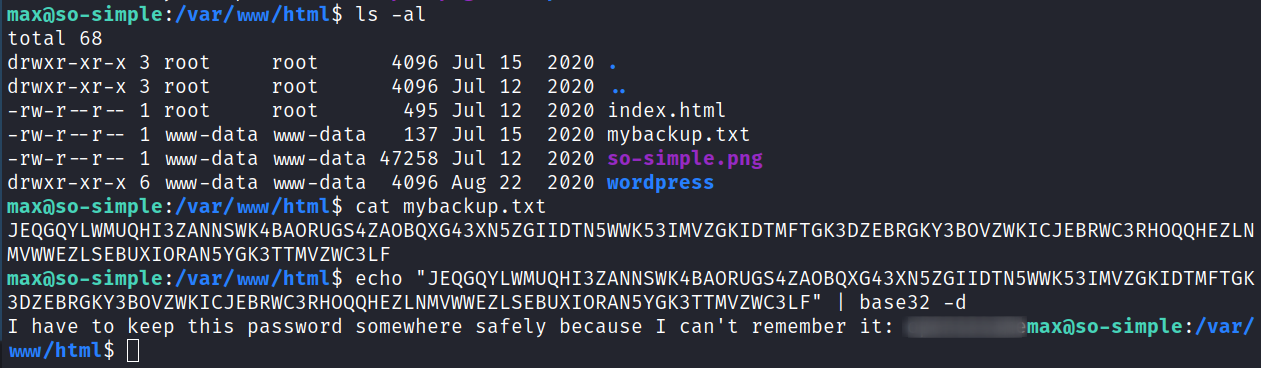 max@so-simple:/var/www/html$ ls -al
total 68
drwxr-xr-x 3 root     root      4096 Jul 15  2020 .
drwxr-xr-x 3 root     root      4096 Jul 12  2020 ..
-rw-r--r-- 1 root     root       495 Jul 12  2020 index.html
-rw-r--r-- 1 www-data www-data   137 Jul 15  2020 mybackup.txt
-rw-r--r-- 1 www-data www-data 47258 Jul 12  2020 so-simple.png
drwxr-xr-x 6 www-data www-data  4096 Aug 22  2020 wordpress
max@so-simple:/var/www/html$ cat mybackup.txt
JEQGQYLWMUQHI3ZANNSWK4BAORUGS4ZAOBQXG43XN5ZGIIDTN5WWK53IMVZGKIDTMFTGK3DZEBRGKY3BOVZWKICJEBRWC3RHOQQHEZLN
MVWWEZLSEBUXIORAN5YGK3TTMVZWC3LF
max@so-simple:/var/www/html$ echo "JEQGQYLWMUQHI3ZANNSWK4BAORUGS4ZAOBQXG43XN5ZGIIDTN5WWK53IMVZGKIDTMFTGK
3DZEBRGKY3BOVZWKICJEBRWC3RHOQQHEZLNMVWWEZLSEBUXIORAN5YGK3TTMVZWC3LF" | base32 -d
I have to keep this password somewhere safely because I can't remember it: max@so-simple:/var/
www/html$